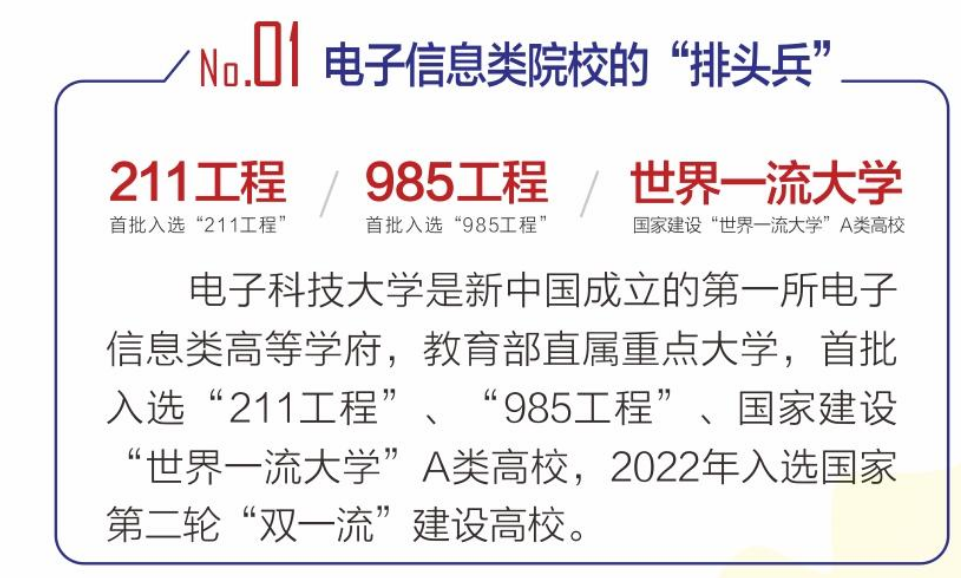 No.01 电子信息类院校的“排头兵”
211工程 / 985工程 / 世界一流大学
首批入选“211工程” 首批入选“985工程” 国家建设“世界一流大学”A类高校
电子科技大学是新中国成立的第一所电子
信息类高等学府，教育部直属重点大学，首批
入选“211工程”、“985工程”、国家建设
“世界一流大学”A类高校，2022年入选国家
第二轮“双一流”建设高校。